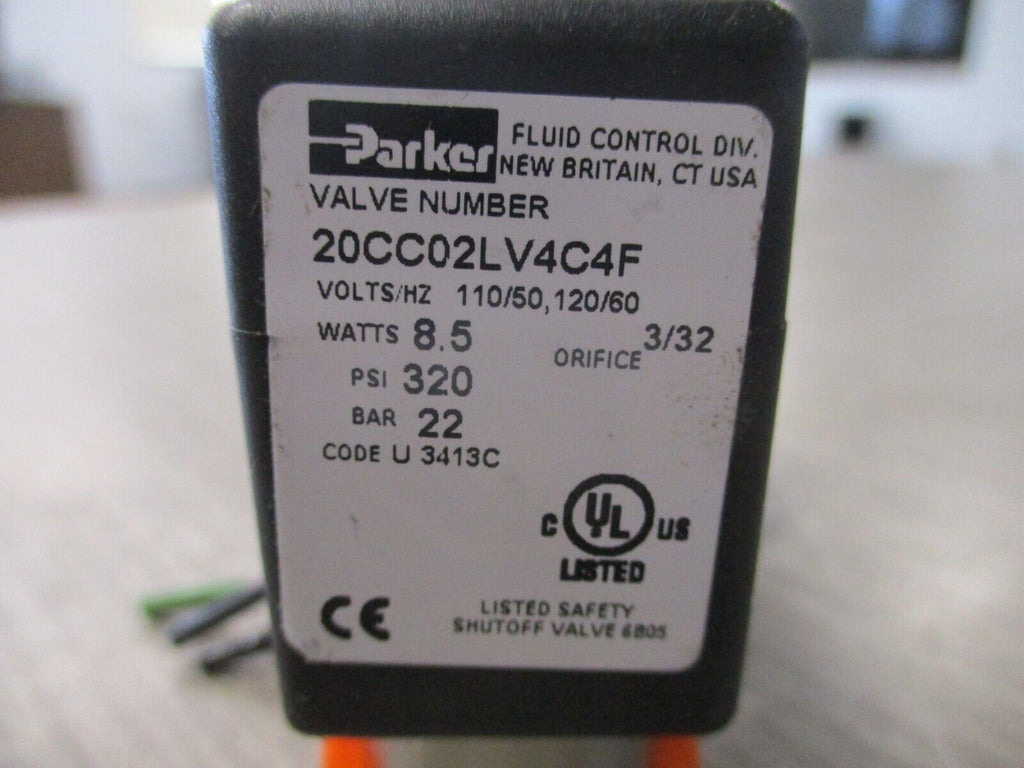 Parker
FLUID CONTROL DIV.
NEW BRITAIN, CT USA
VALVE NUMBER
20CC02LV4C4F
VOLTS/HZ 110/50,120/60
WATTS 8.5
ORIFICE 3/32
PSI 320
BAR 22
CODE U 3413C
C UL US
LISTED
CE
LISTED SAFETY
SHUTOFF VALVE 6805